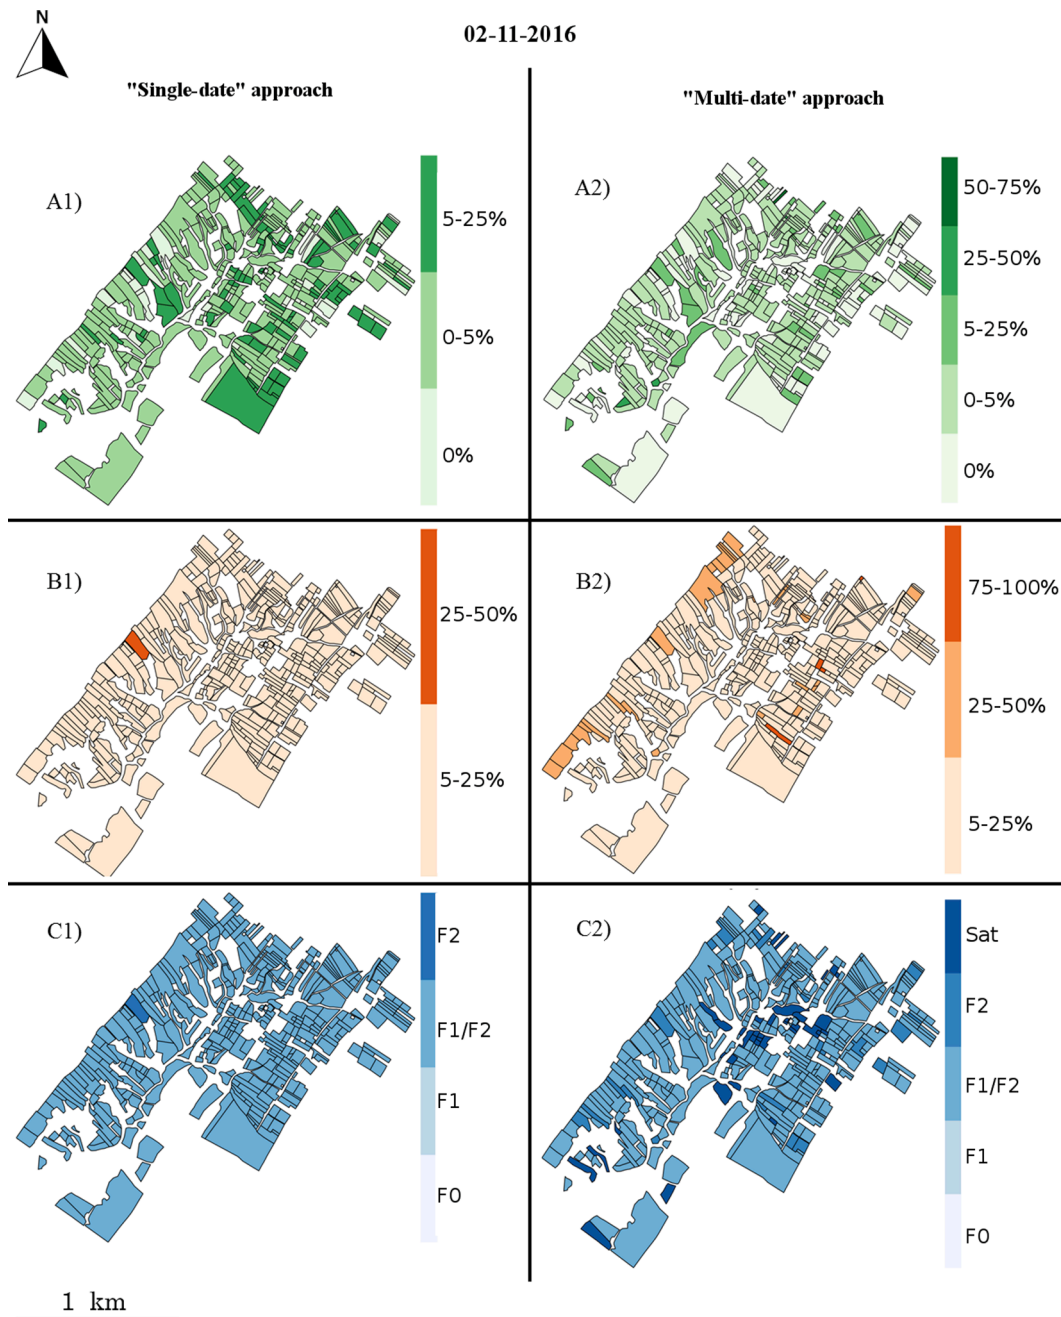 N
02-11-2016
"Single-date" approach
"Multi-date" approach
A1)
5-25%
0-5%
0%
A2)
50-75%
25-50%
5-25%
0-5%
0%
B1)
25-50%
5-25%
B2)
75-100%
25-50%
5-25%
C1)
F2
F1/F2
F1
F0
C2)
Sat
F2
F1/F2
F1
F0
1 km